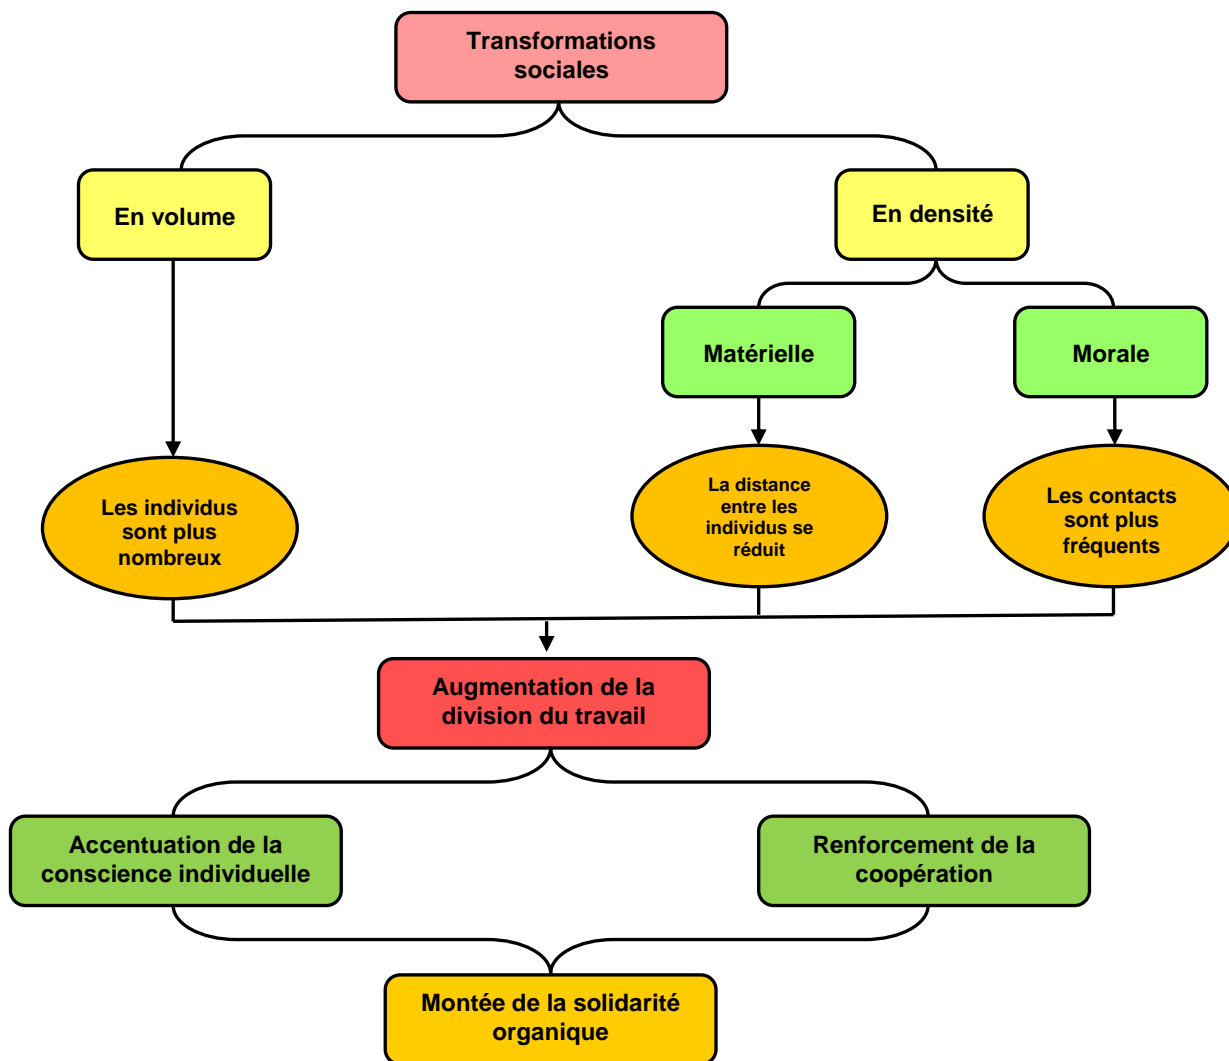 Transformations
sociales
En volume
En densité
Matérielle
Morale
Les individus
sont plus
nombreux
La distance
entre les
individus se
réduit
Les contacts
sont plus
fréquents
Augmentation de la
division du travail
Accentuation de la
conscience individuelle
Renforcement de la
coopération
Montée de la solidarité
organique